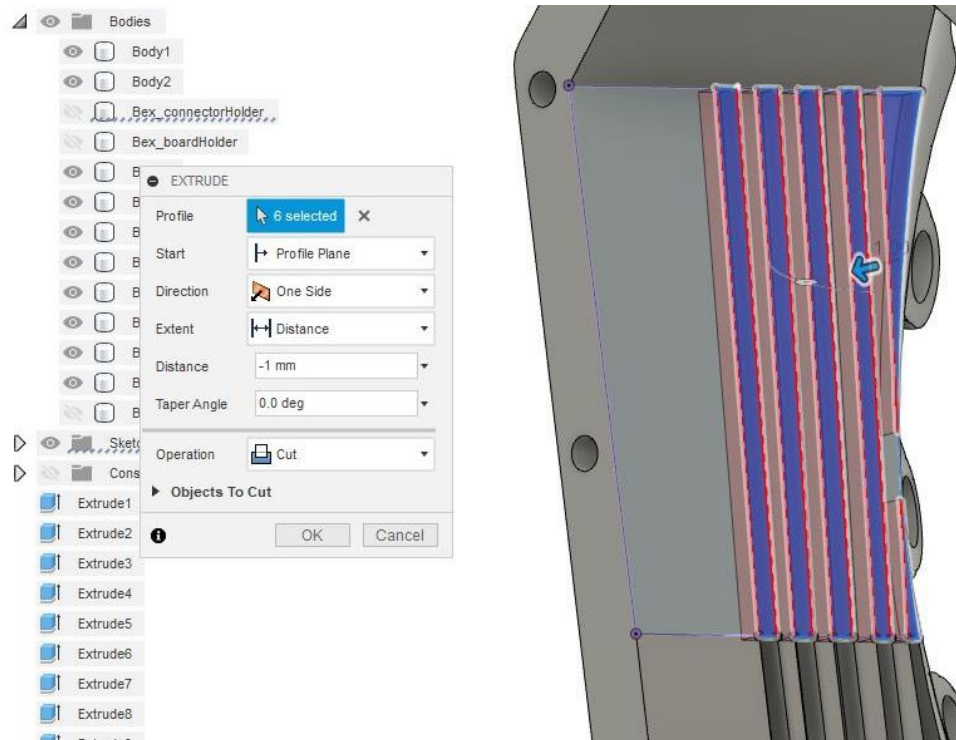 Bodies
Body1
Body2
Bex_connectorHolder
Bex_boardHolder
B
EXTRUDE
Profile
6 selected
B
Start
Profile Plane
B
B
Direction
One Side
B
Extent
Distance
B
B
Distance
-1 mm
B
Taper Angle
0.0 deg
B
Sketc
Operation
Cut
Cons
Objects To Cut
Extrude1
OK
Cancel
Extrude2
Extrude3
Extrude4
Extrude5
Extrude6
Extrude7
Extrude8